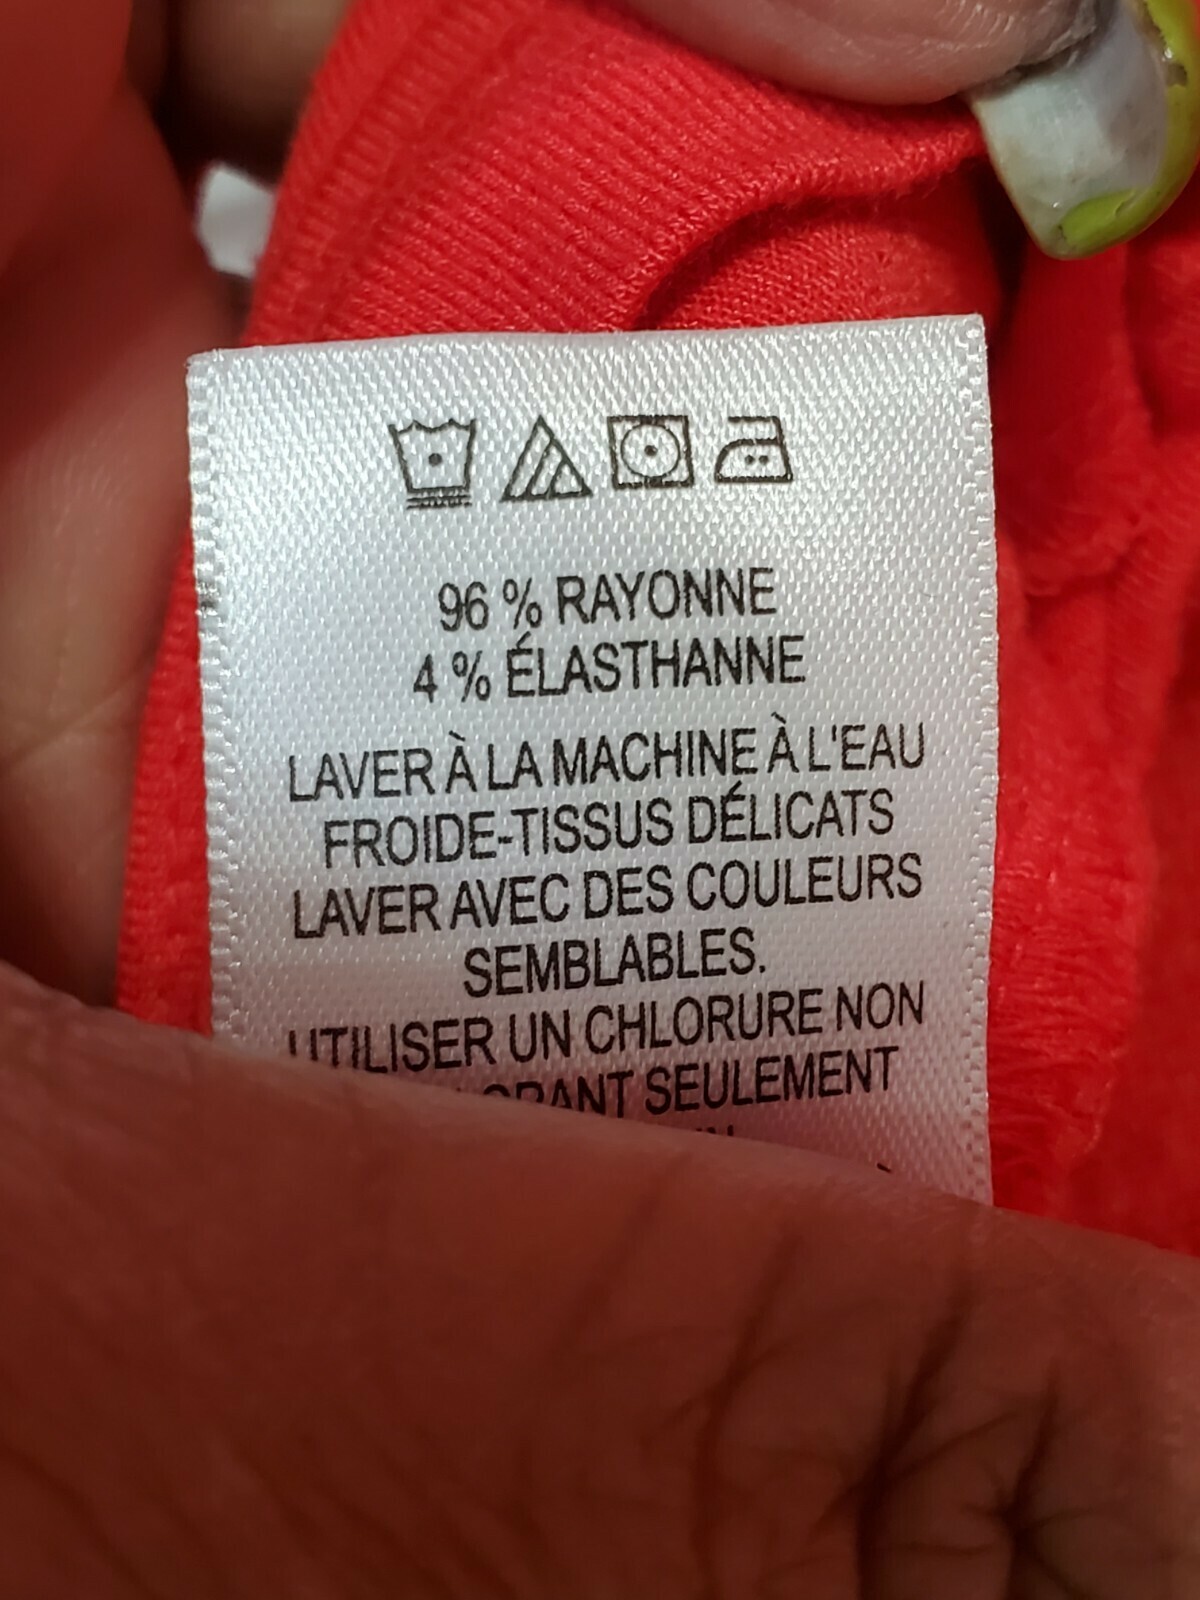 96 % RAYONNE
4 % ÉLASTHANNE
LAVER À LA MACHINE À L'EAU
FROIDE-TISSUS DÉLICATS
LAVER AVEC DES COULEURS
SEMBLABLES.
UTILISER UN CHLORURE NON
SEULEMENT